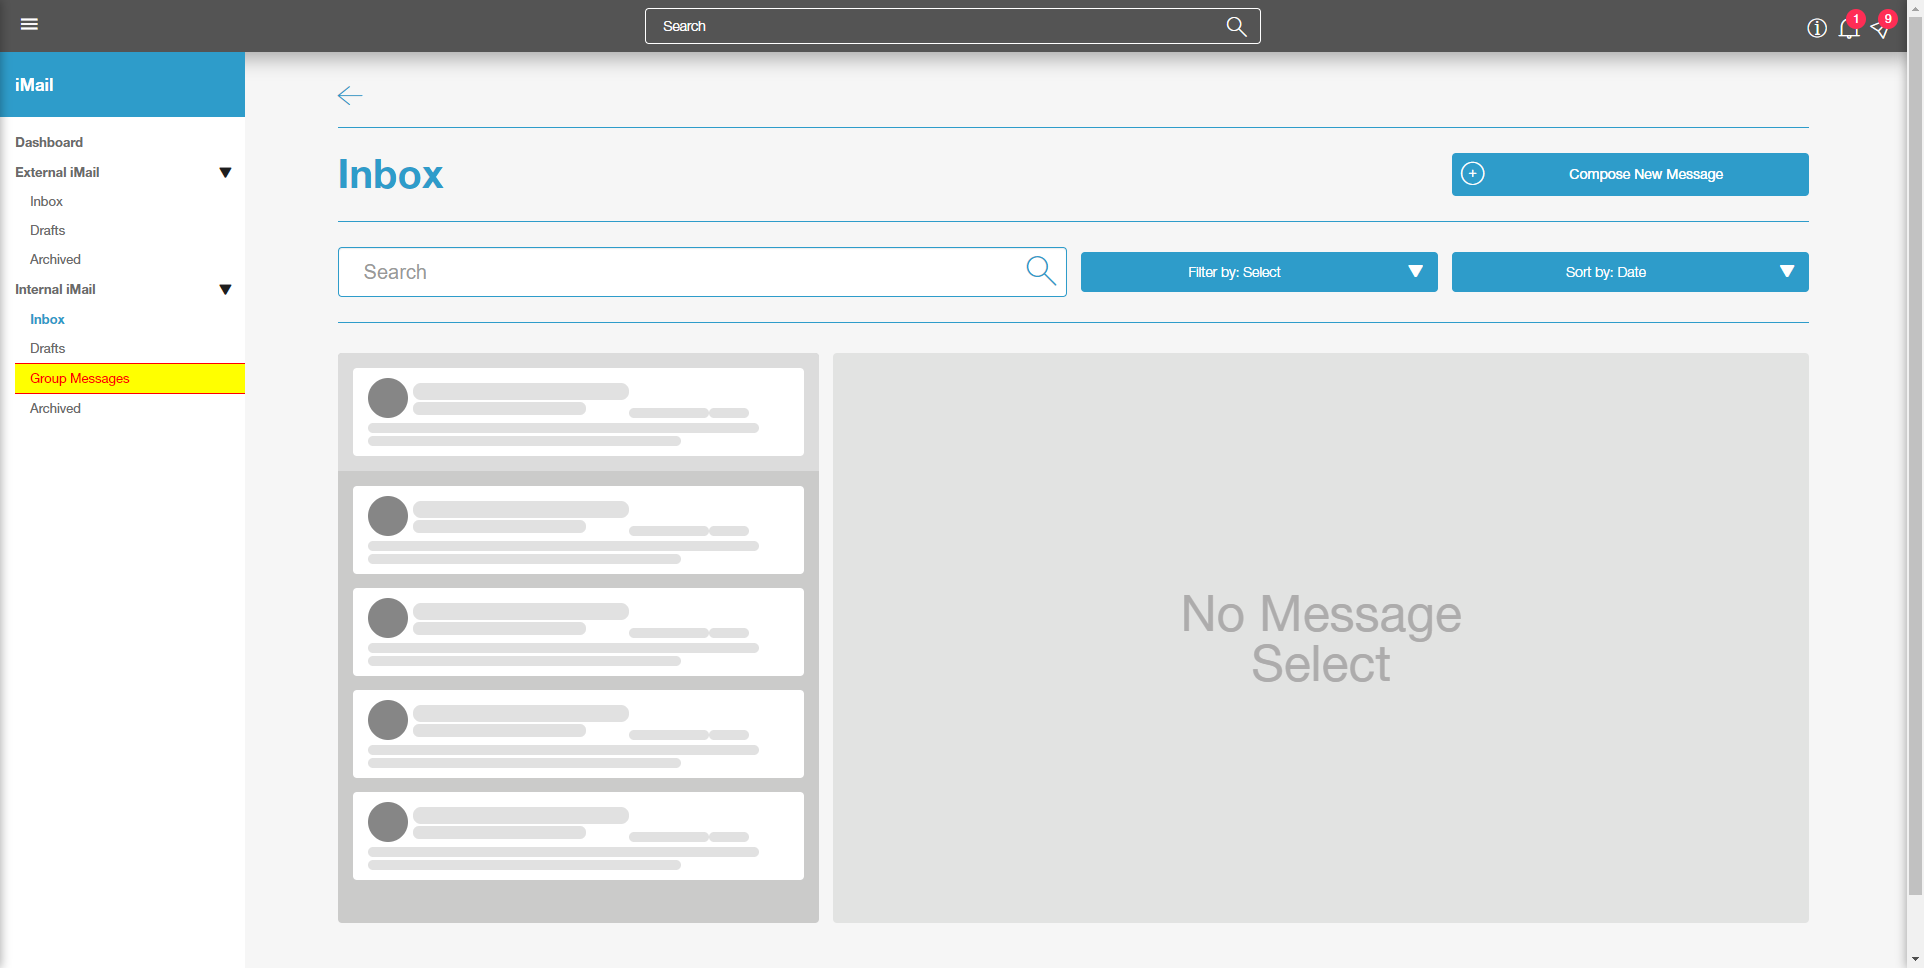 Search
1
9
iMail
Dashboard
External iMail
Inbox
Drafts
Archived
Internal iMail
Inbox
Drafts
Group Messages
Archived
Inbox
Compose New Message
Search
Filter by: Select
Sort by: Date
No Message
Select